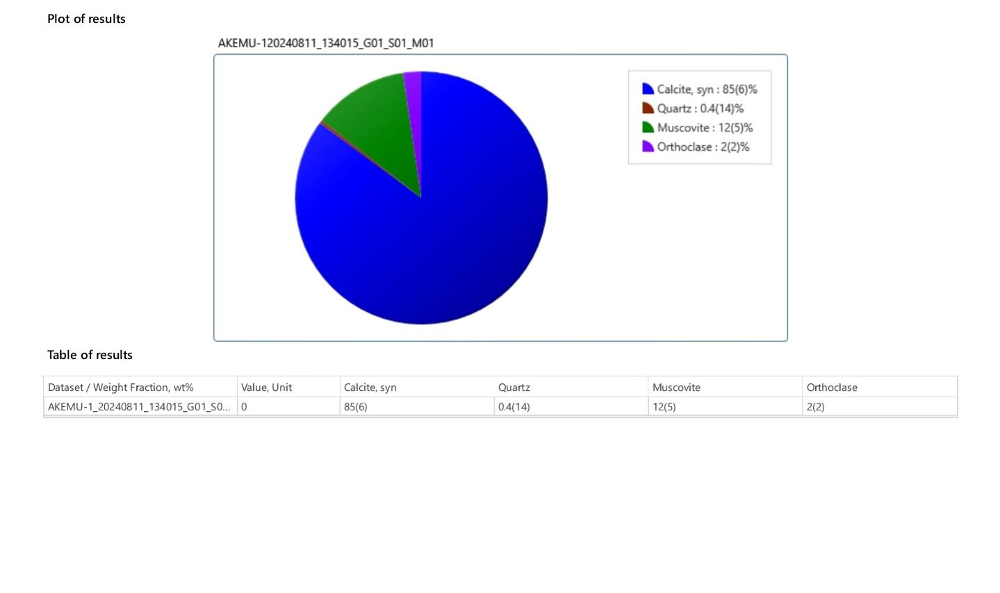 Plot of results
AKEMU-120240811_134015_G01_S01_M01
Calcite, syn : 85(6)%
Quartz : 0.4(14)%
Muscovite : 12(5)%
Orthoclase : 2(2)%
Table of results
Dataset / Weight Fraction, wt% Value, Unit Calcite, syn Quartz Muscovite Orthoclase
AKEMU-1_20240811_134015_G01_S0... 0 85(6) 0.4(14) 12(5) 2(2)